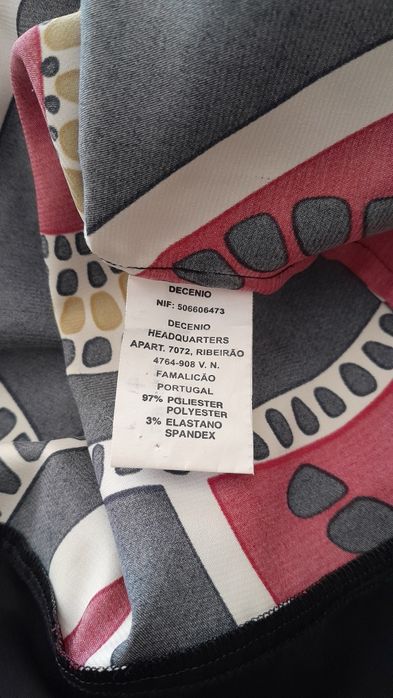 DECENIO
NIF: 506606473
DECENIO
HEADQUARTERS
APART. 7072, RIBEIRÃO
4764-908 V. N.
FAMALICÃO
PORTUGAL
97% POLIESTER
POLYESTER
3% ELASTANO
SPANDEX